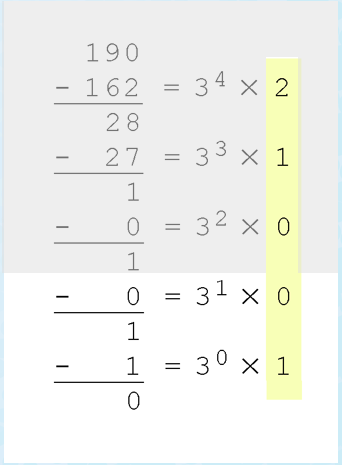 190
- 162 = 3⁴ × 2
28
- 27 = 3³ × 1
1
- 0 = 3² × 0
1
- 0 = 3¹ × 0
1
- 1 = 3⁰ × 1
0